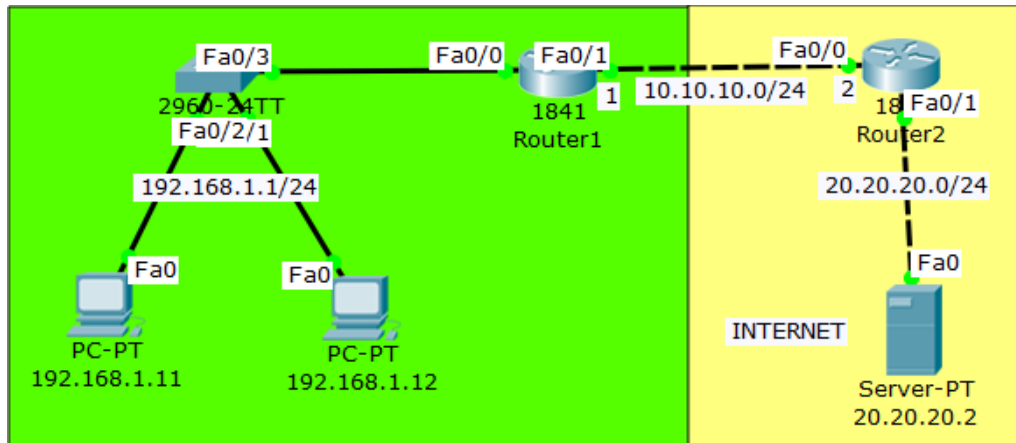 Fa0/3
Fa0/0
Fa0/1
Fa0/0
2960-24TT
1
10.10.10.0/24
2
1841
Router1
18
Fa0/1
Router2
Fa0/2/1
192.168.1.1/24
20.20.20.0/24
Fa0
Fa0
Fa0
INTERNET
PC-PT
192.168.1.11
PC-PT
192.168.1.12
Server-PT
20.20.20.2